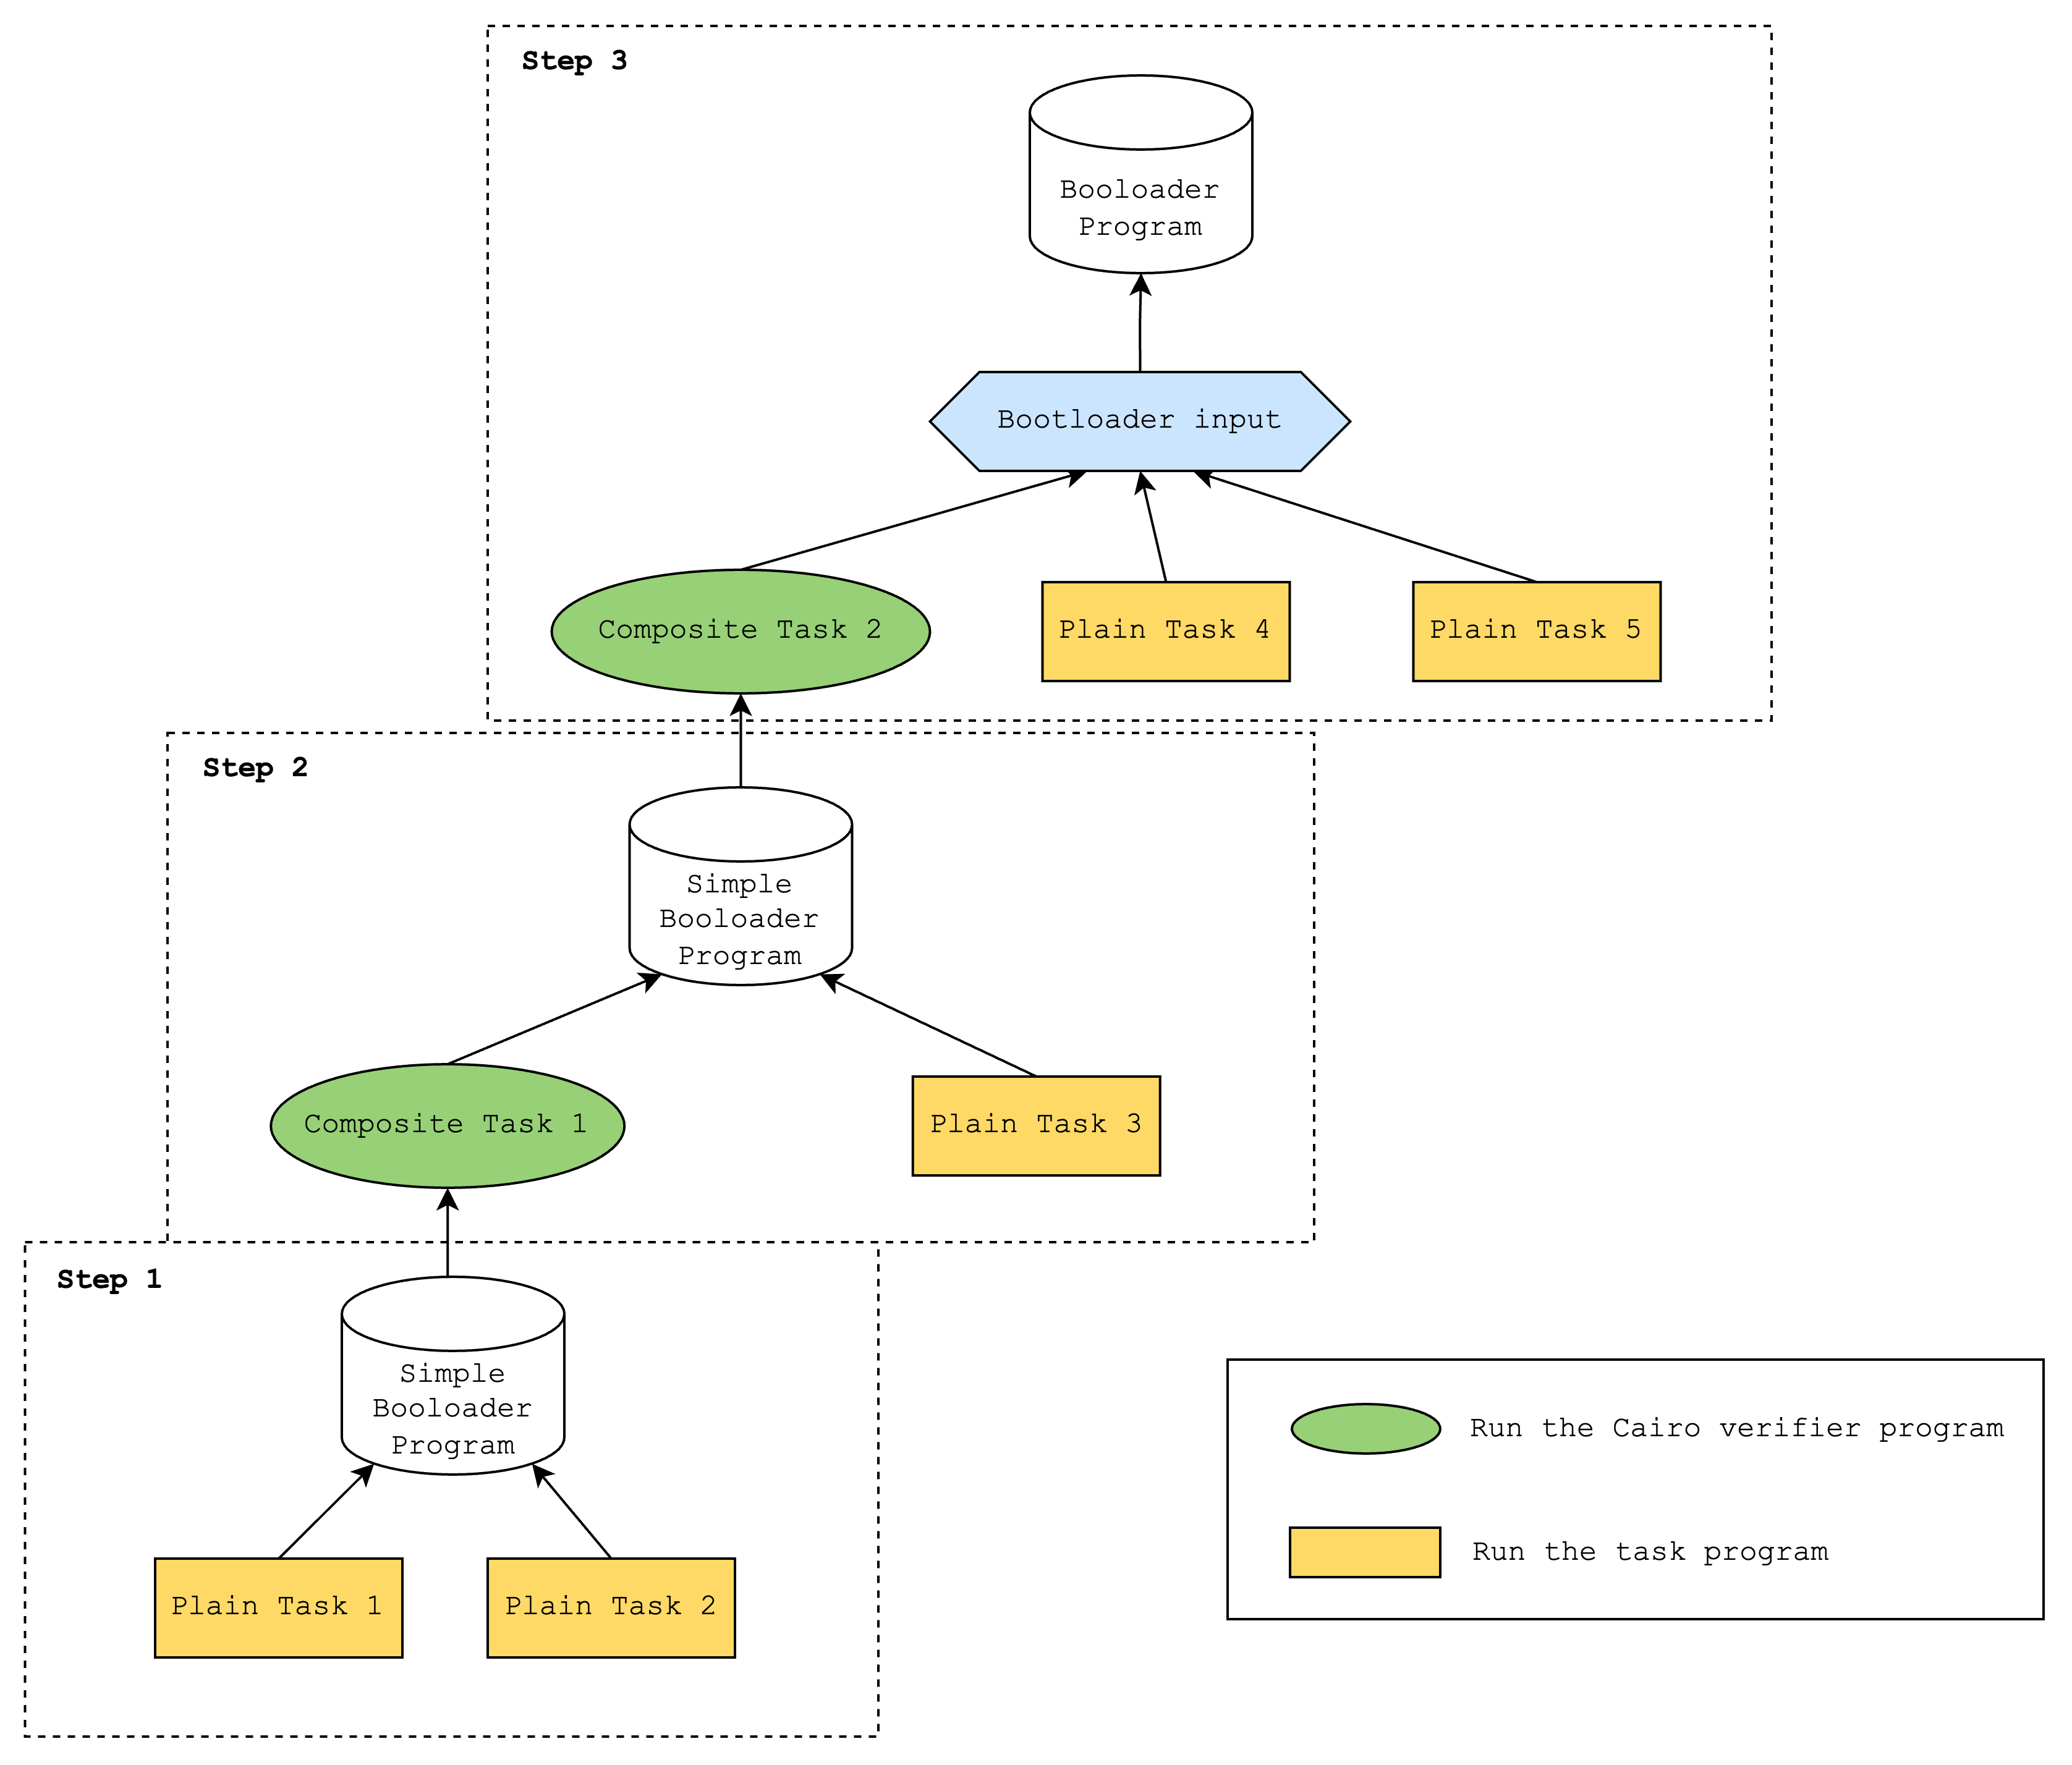 Step 3
Booloader
Program
Bootloader input
Composite Task 2
Plain Task 4
Plain Task 5
Step 2
Simple
Booloader
Program
Composite Task 1
Plain Task 3
Step 1
Simple
Booloader
Program
Plain Task 1
Plain Task 2
Run the Cairo verifier program
Run the task program